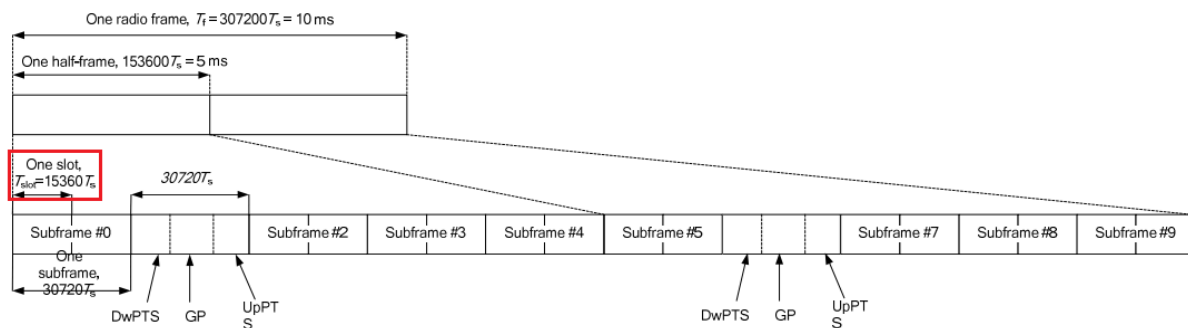 One radio frame, Tf = 307200Ts = 10 ms
One half-frame, 153600Ts = 5 ms
One slot,
Tslot=15360Ts
30720Ts
Subframe #0
Subframe #2
Subframe #3
Subframe #4
Subframe #5
Subframe #7
Subframe #8
Subframe #9
One
subframe,
30720Ts
DwPTS
GP
UpPT
S
DwPTS
GP
UpPT
S